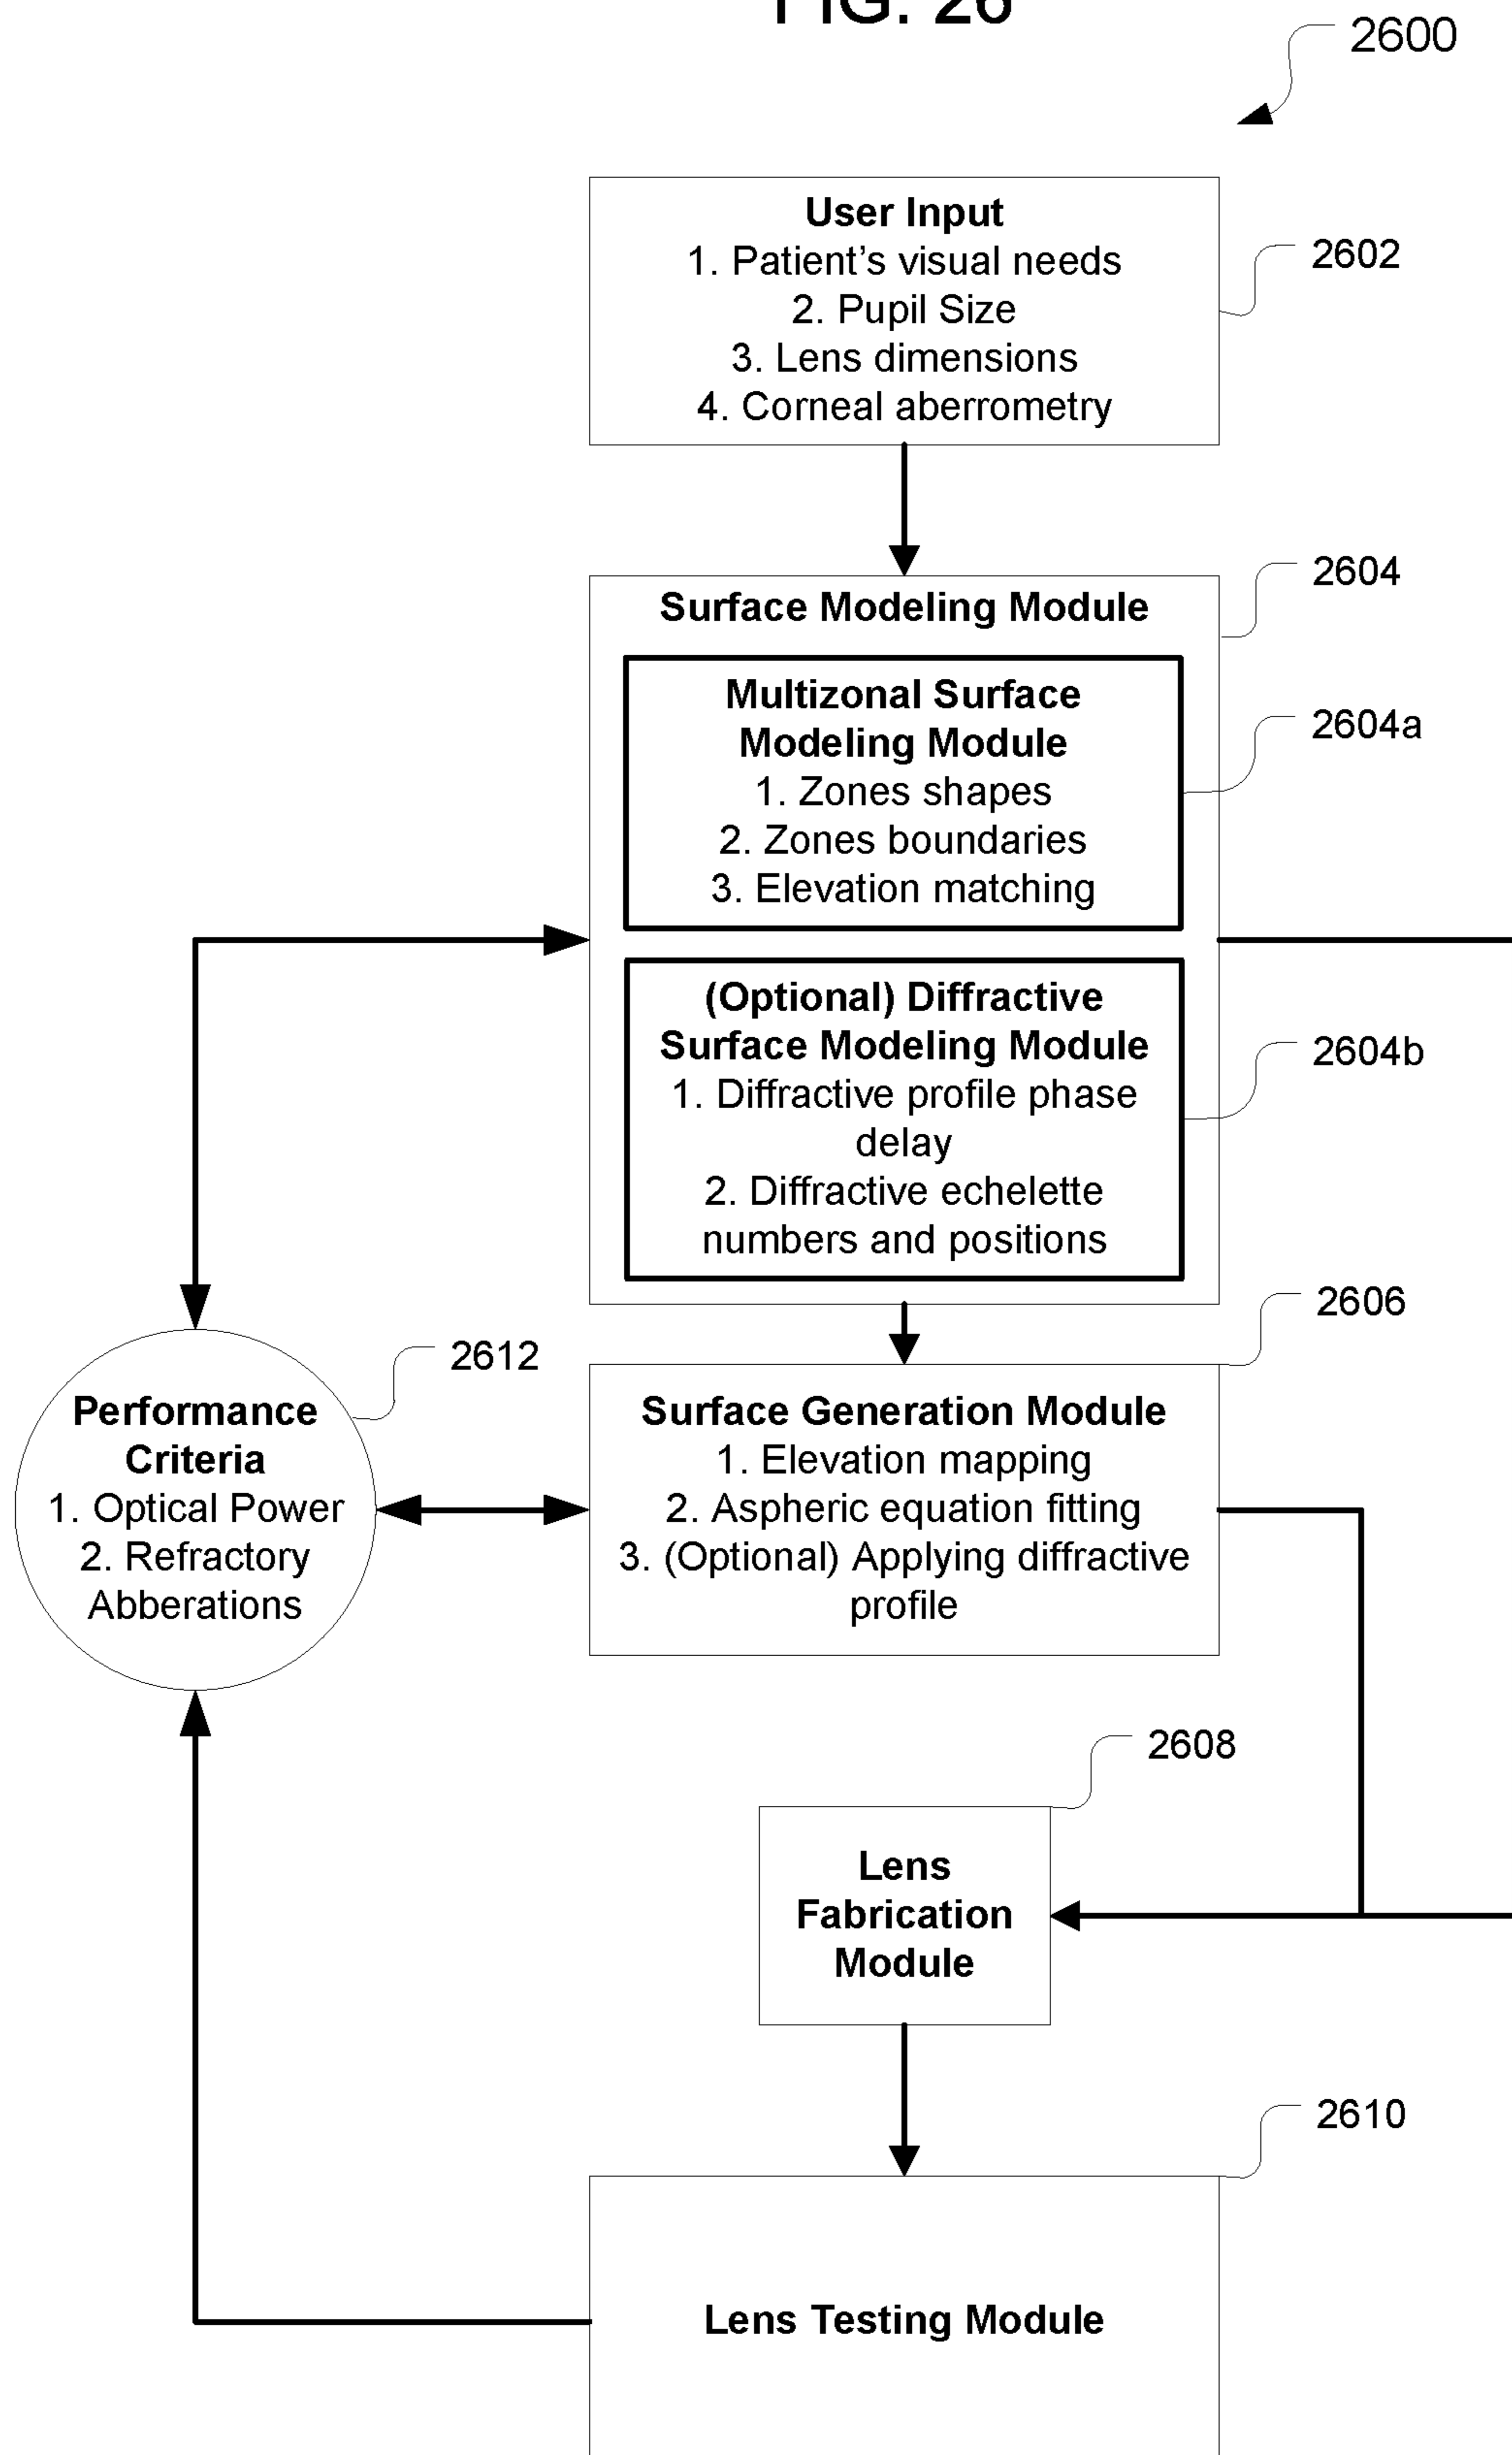 FIG. 26
2600
User Input
1. Patient's visual needs
2. Pupil Size
3. Lens dimensions
4. Corneal aberrometry
2602
Surface Modeling Module
2604
Multizonal Surface
Modeling Module
1. Zones shapes
2. Zones boundaries
3. Elevation matching
2604a
(Optional) Diffractive
Surface Modeling Module
1. Diffractive profile phase
delay
2. Diffractive echelette
numbers and positions
2604b
2606
2612
Performance
Criteria
1. Optical Power
2. Refractory
Abberations
Surface Generation Module
1. Elevation mapping
2. Aspheric equation fitting
3. (Optional) Applying diffractive
profile
2608
Lens
Fabrication
Module
2610
Lens Testing Module